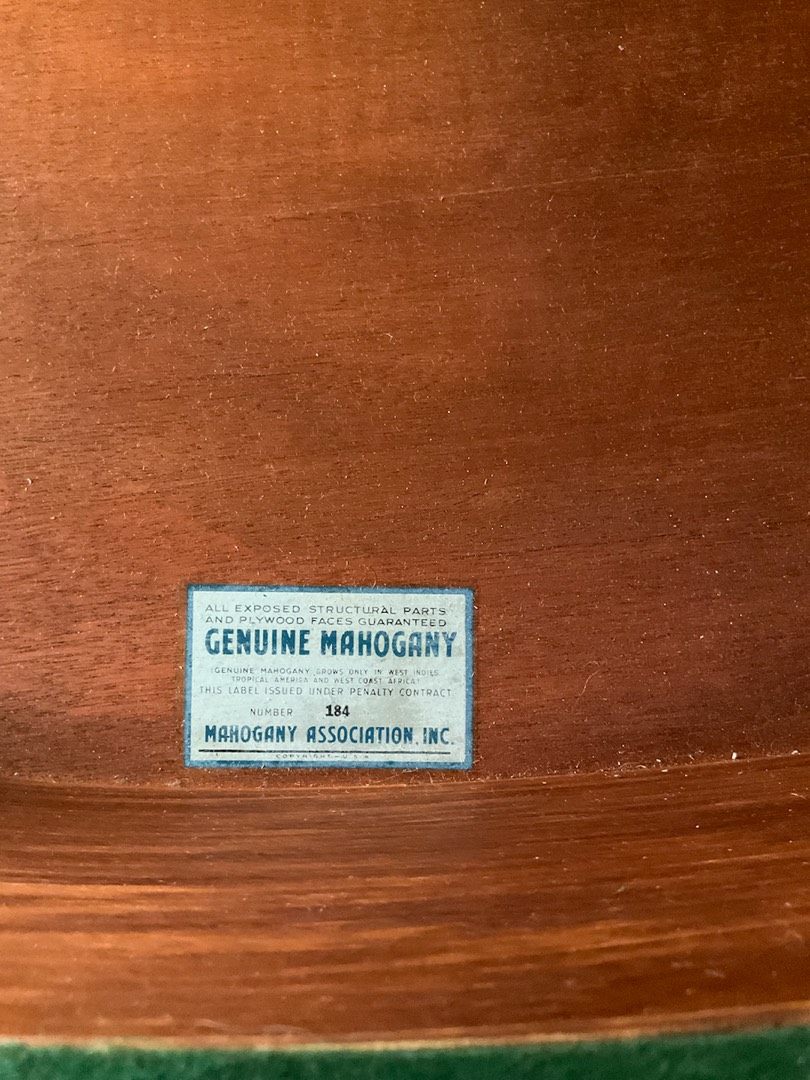 ALL EXPOSED STRUCTURAL PARTS
AND PLYWOOD FACES GUARANTEED
GENUINE MAHOGANY
(GENUINE MAHOGANY GROWS ONLY IN WEST INDIES
TROPICAL AMERICA AND WEST COAST AFRICA)
THIS LABEL ISSUED UNDER PENALTY CONTRACT
NUMBER 184
MAHOGANY ASSOCIATION, INC.
COPYRIGHT-U.S.A.